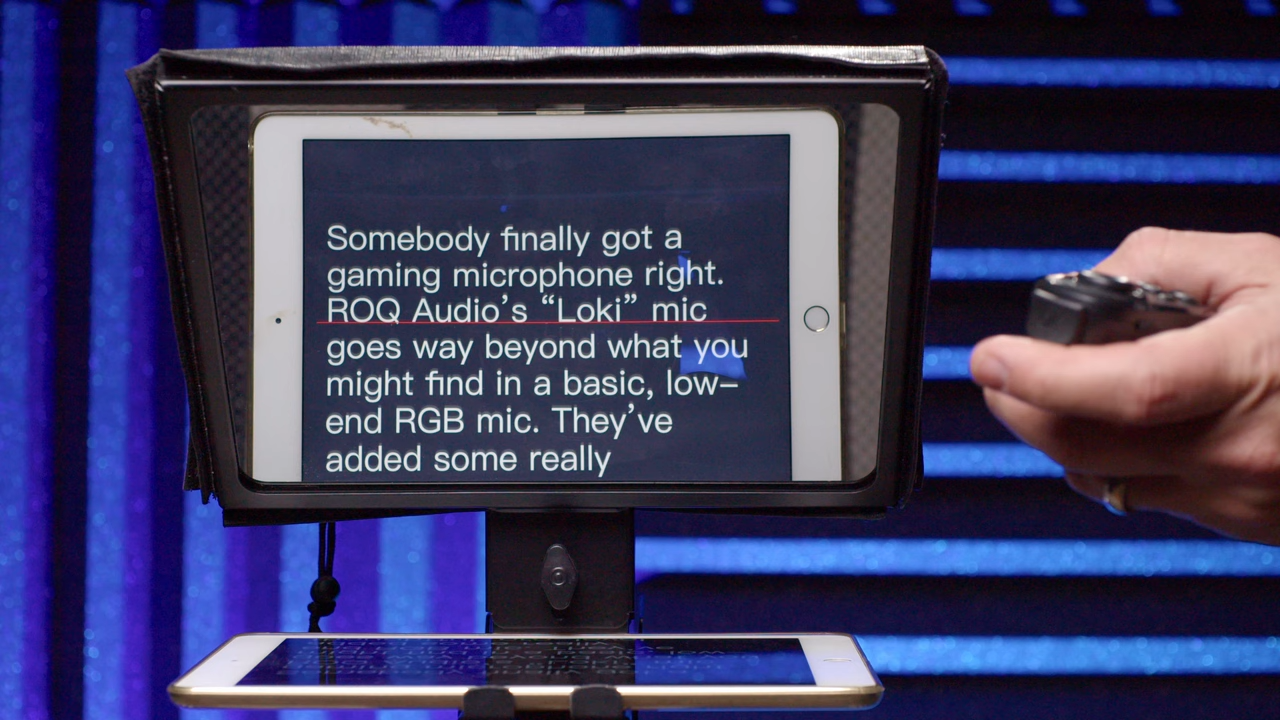 Somebody finally got a
gaming microphone right.
ROQ Audio’s “Loki” mic
goes way beyond what you
might find in a basic, low–
end RGB mic. They’ve
added some really